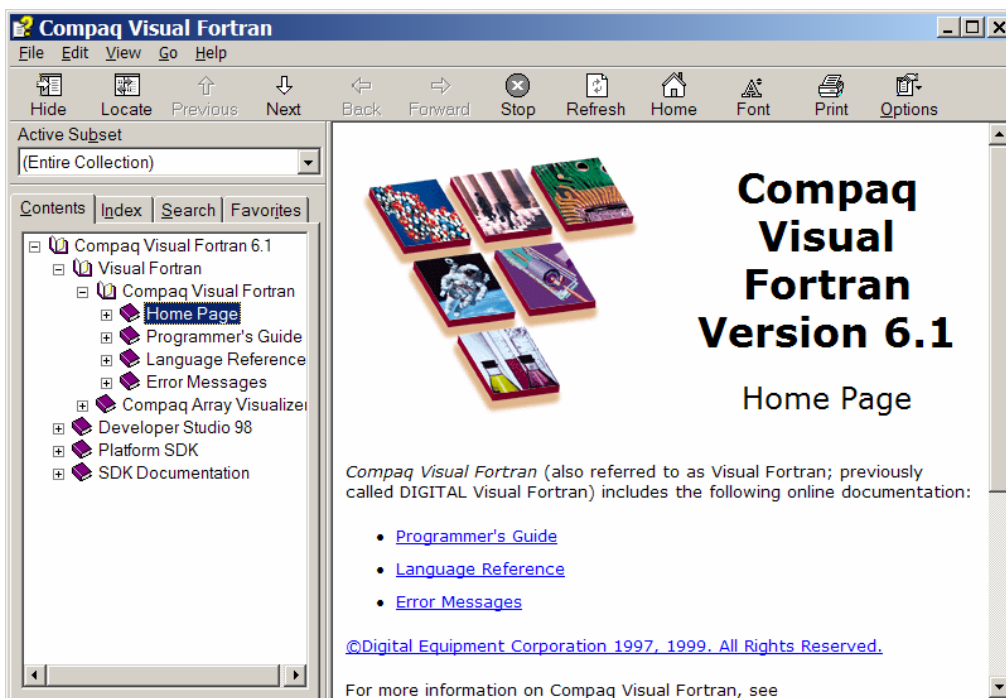 Compaq Visual Fortran
File Edit View Go Help
Hide Locate Previous Next Back Forward Stop Refresh Home Font Print Options
Active Subset
(Entire Collection)
Contents Index Search Favorites
Compaq Visual Fortran 6.1
Visual Fortran
Compaq Visual Fortran
Home Page
Programmer's Guide
Language Reference
Error Messages
Compaq Array Visualizer
Developer Studio 98
Platform SDK
SDK Documentation
Compaq
Visual
Fortran
Version 6.1
Home Page
Compaq Visual Fortran (also referred to as Visual Fortran; previously
called DIGITAL Visual Fortran) includes the following online documentation:
• Programmer's Guide
• Language Reference
• Error Messages
©Digital Equipment Corporation 1997, 1999. All Rights Reserved.
For more information on Compaq Visual Fortran, see